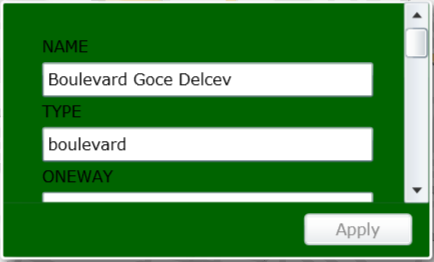 NAME
Boulevard Goce Delcev
TYPE
boulevard
ONEWAY
Apply